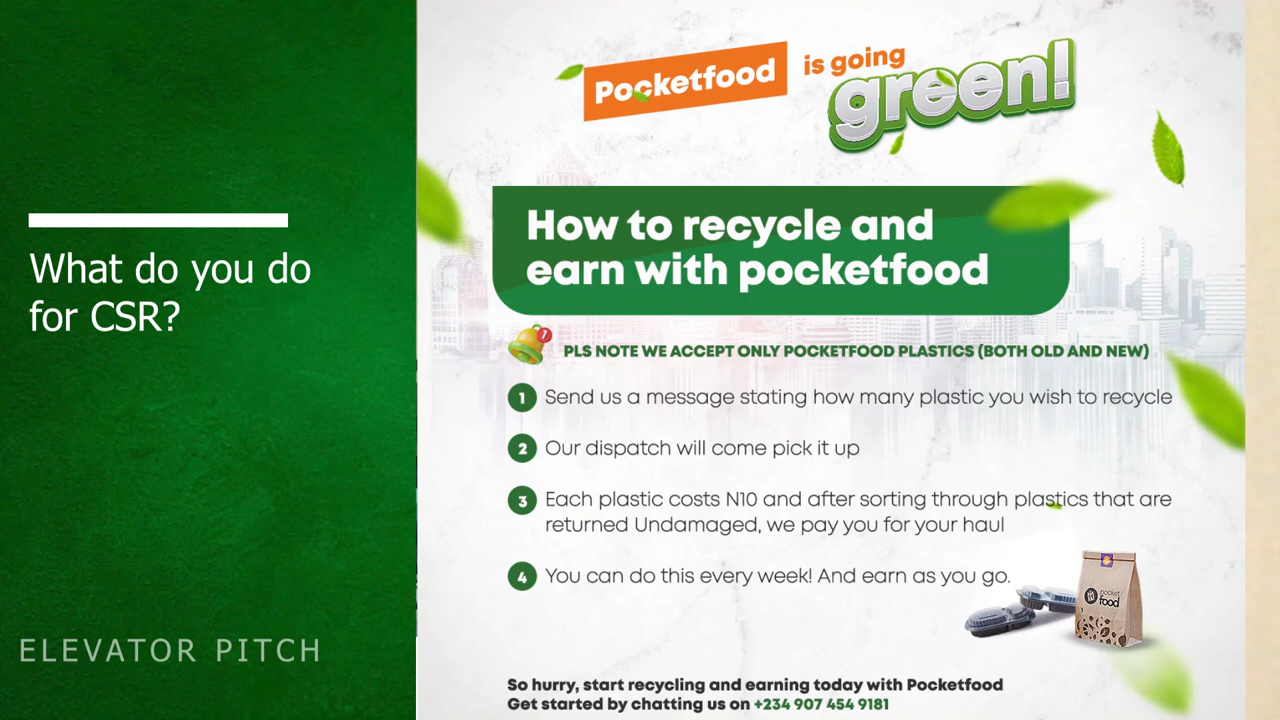 What do you do
for CSR?
ELEVATOR PITCH
Pocketfood is going
green!
How to recycle and
earn with pocketfood
1
PLS NOTE WE ACCEPT ONLY POCKETFOOD PLASTICS (BOTH OLD AND NEW)
1 Send us a message stating how many plastic you wish to recycle
2 Our dispatch will come pick it up
3 Each plastic costs N10 and after sorting through plastics that are
returned Undamaged, we pay you for your haul
4 You can do this every week! And earn as you go.
pocket
food
So hurry, start recycling and earning today with Pocketfood
Get started by chatting us on +234 907 454 9181